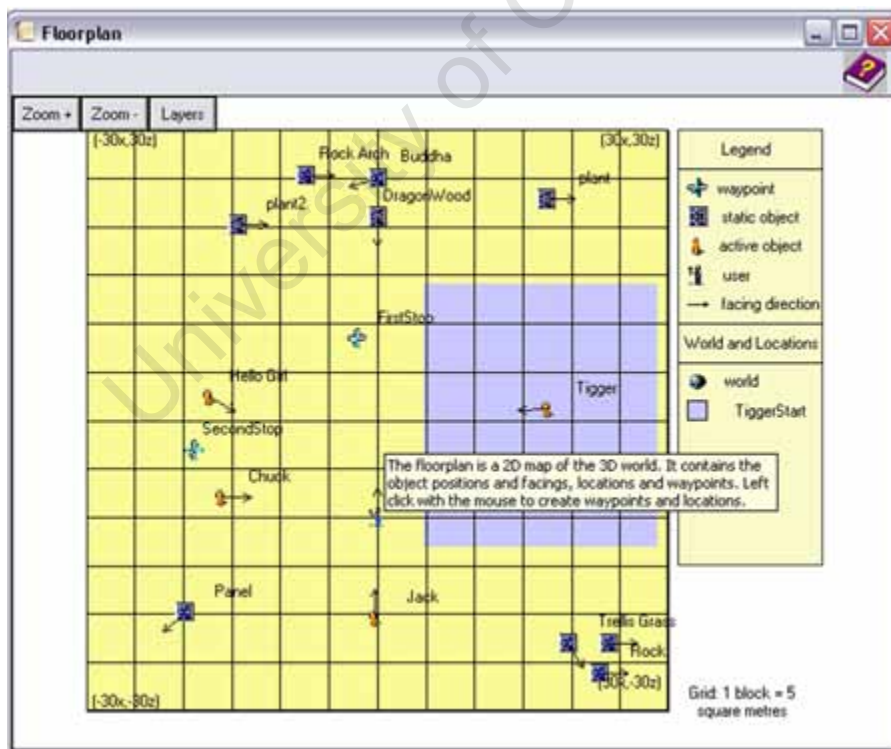 Floorplan
Zoom +
Zoom -
Layers
(-30x,30z)
(30x,30z)
Rock Arch
Buddha
plant2
DragonWood
plant
FirstStop
Hello Girl
Tigger
SecondStop
Chuck
The floorplan is a 2D map of the 3D world. It contains the
object positions and facings, locations and waypoints. Left
click with the mouse to create waypoints and locations.
Panel
Jack
Trellis Grass
Rock
(-30x,-30z)
(30x,-30z)
Legend
waypoint
static object
active object
user
facing direction
World and Locations
world
TiggerStart
Grid: 1 block = 5
square metres
University of C